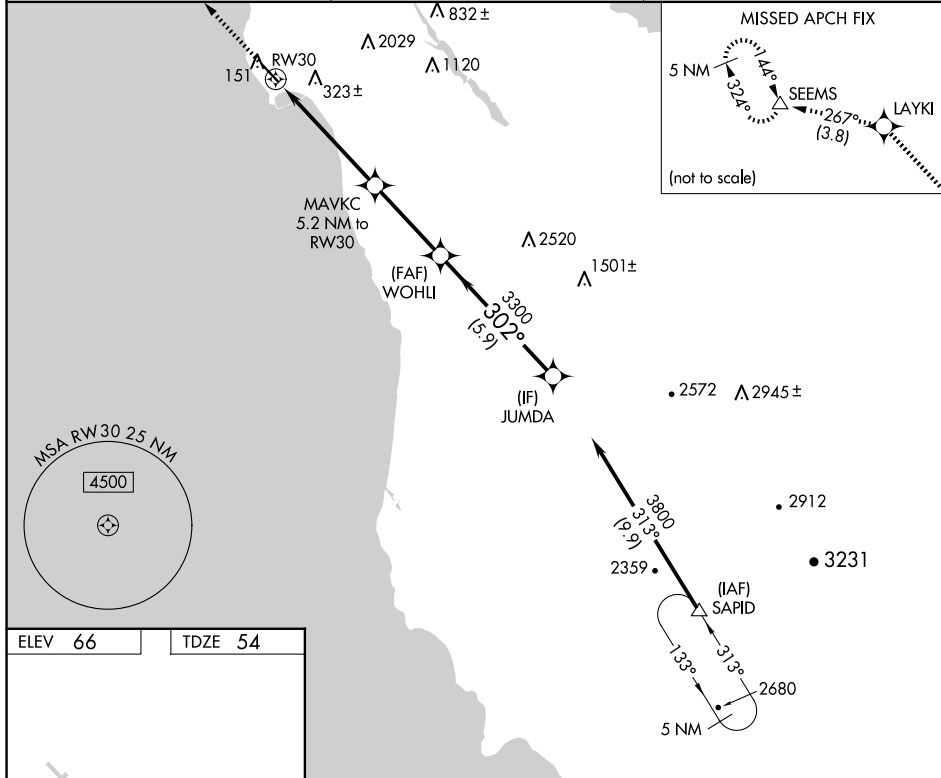 832±
2029
1120
151
RW30
323±
MISSED APCH FIX
5 NM
144°
324°
SEEMS
267°
(3.8)
LAYKI
(not to scale)
MAVKC
5.2 NM to
RW30
2520
1501±
(FAF)
WOHLI
3300
302°
(5.9)
(IF)
JUMDA
2572
2945±
MSA RW30 25 NM
4500
3800
313°
(9.9)
2912
3231
2359
(IAF)
SAPID
133°
313°
2680
5 NM
ELEV 66
TDZE 54